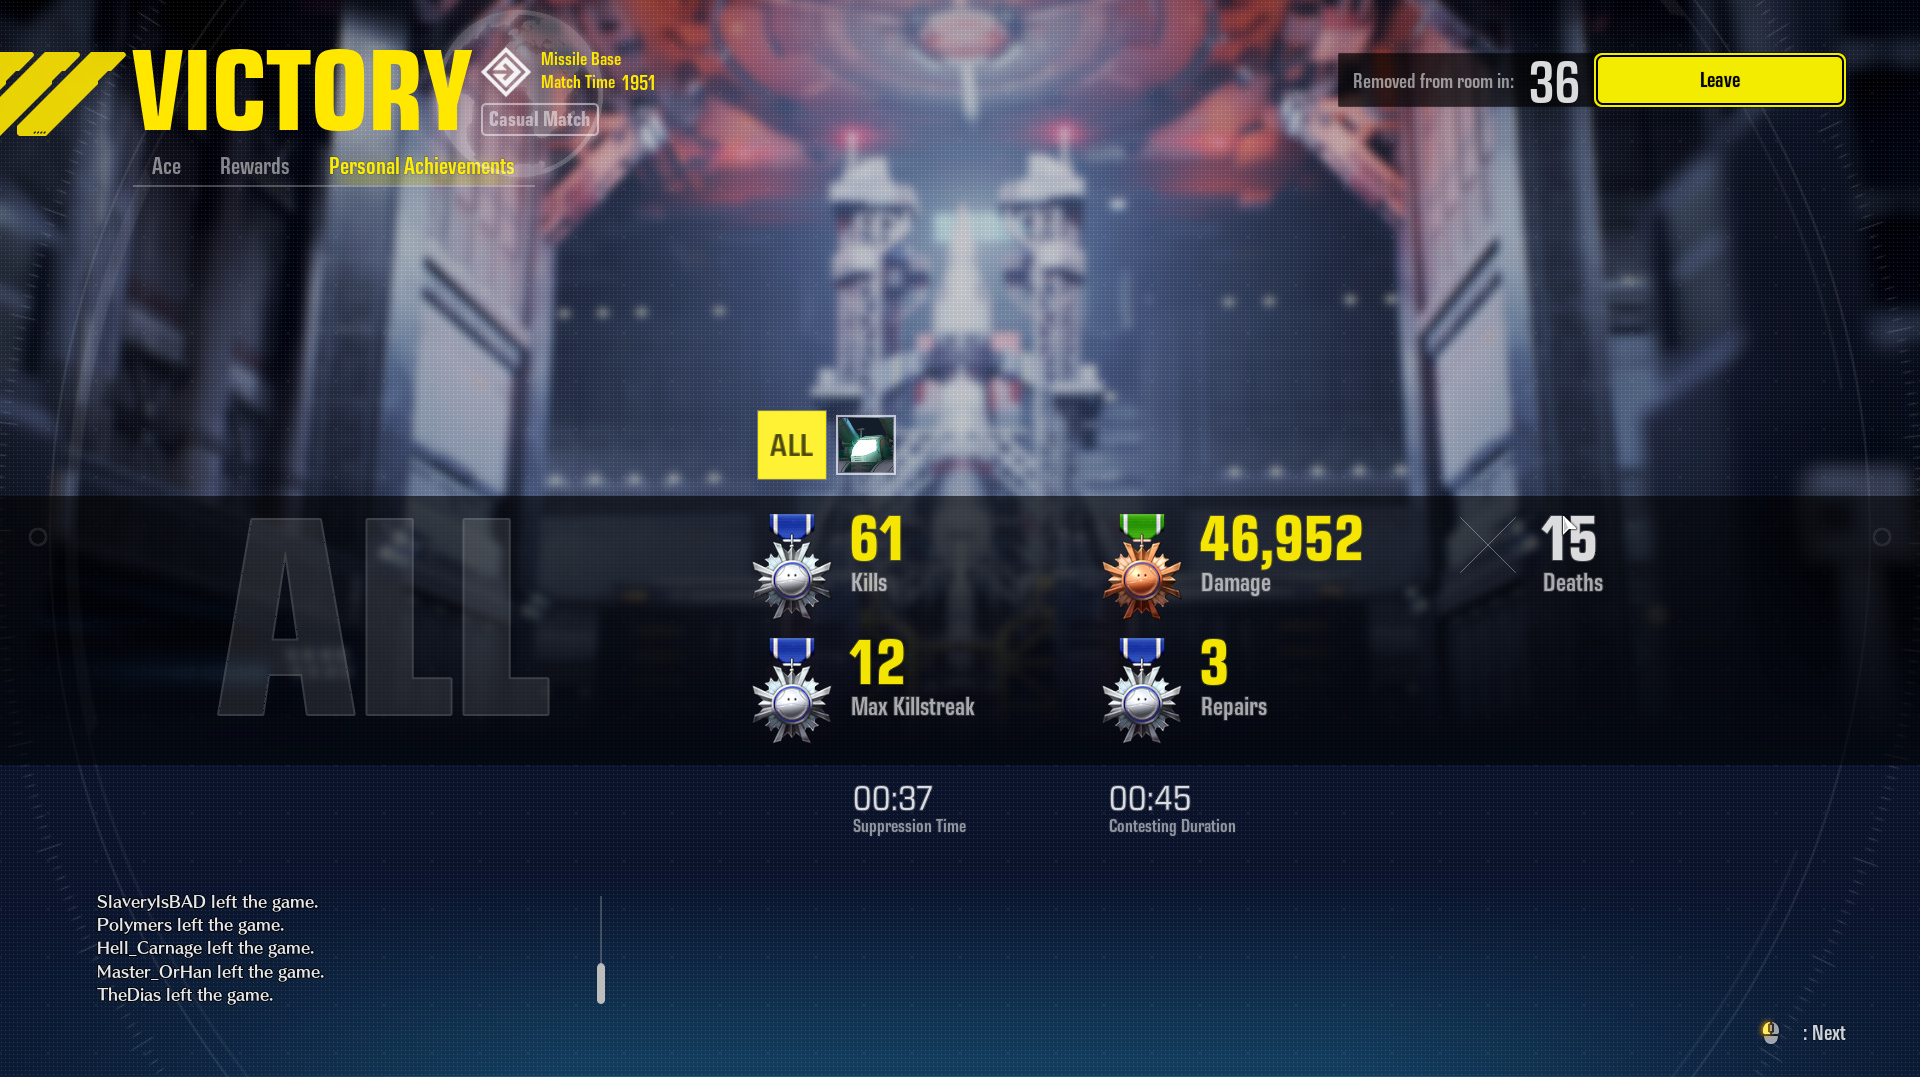 VICTORY
Missile Base
Match Time 1951
Casual Match
Removed from room in: 36
Leave
Ace Rewards Personal Achievements
ALL
ALL
61
Kills
46,952
Damage
15
Deaths
12
Max Killstreak
3
Repairs
00:37
Suppression Time
00:45
Contesting Duration
SlaveryIsBAD left the game.
Polymers left the game.
Hell_Carnage left the game.
Master_OrHan left the game.
TheDias left the game.
: Next